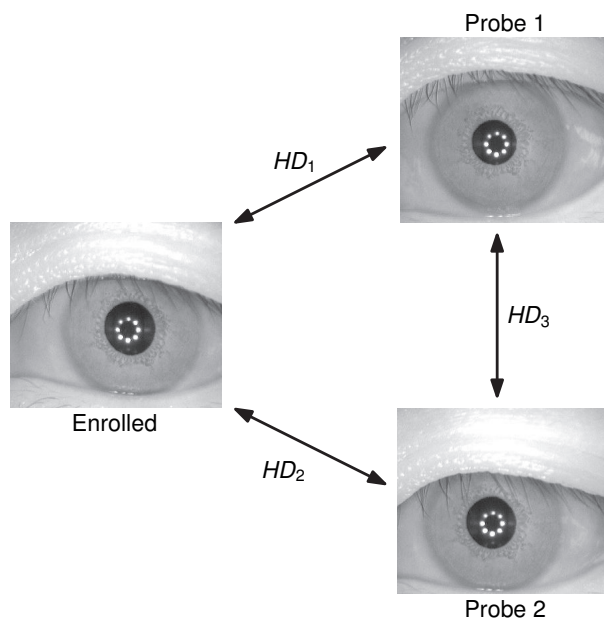 Probe 1
HD₁
HD₃
Enrolled
HD₂
Probe 2